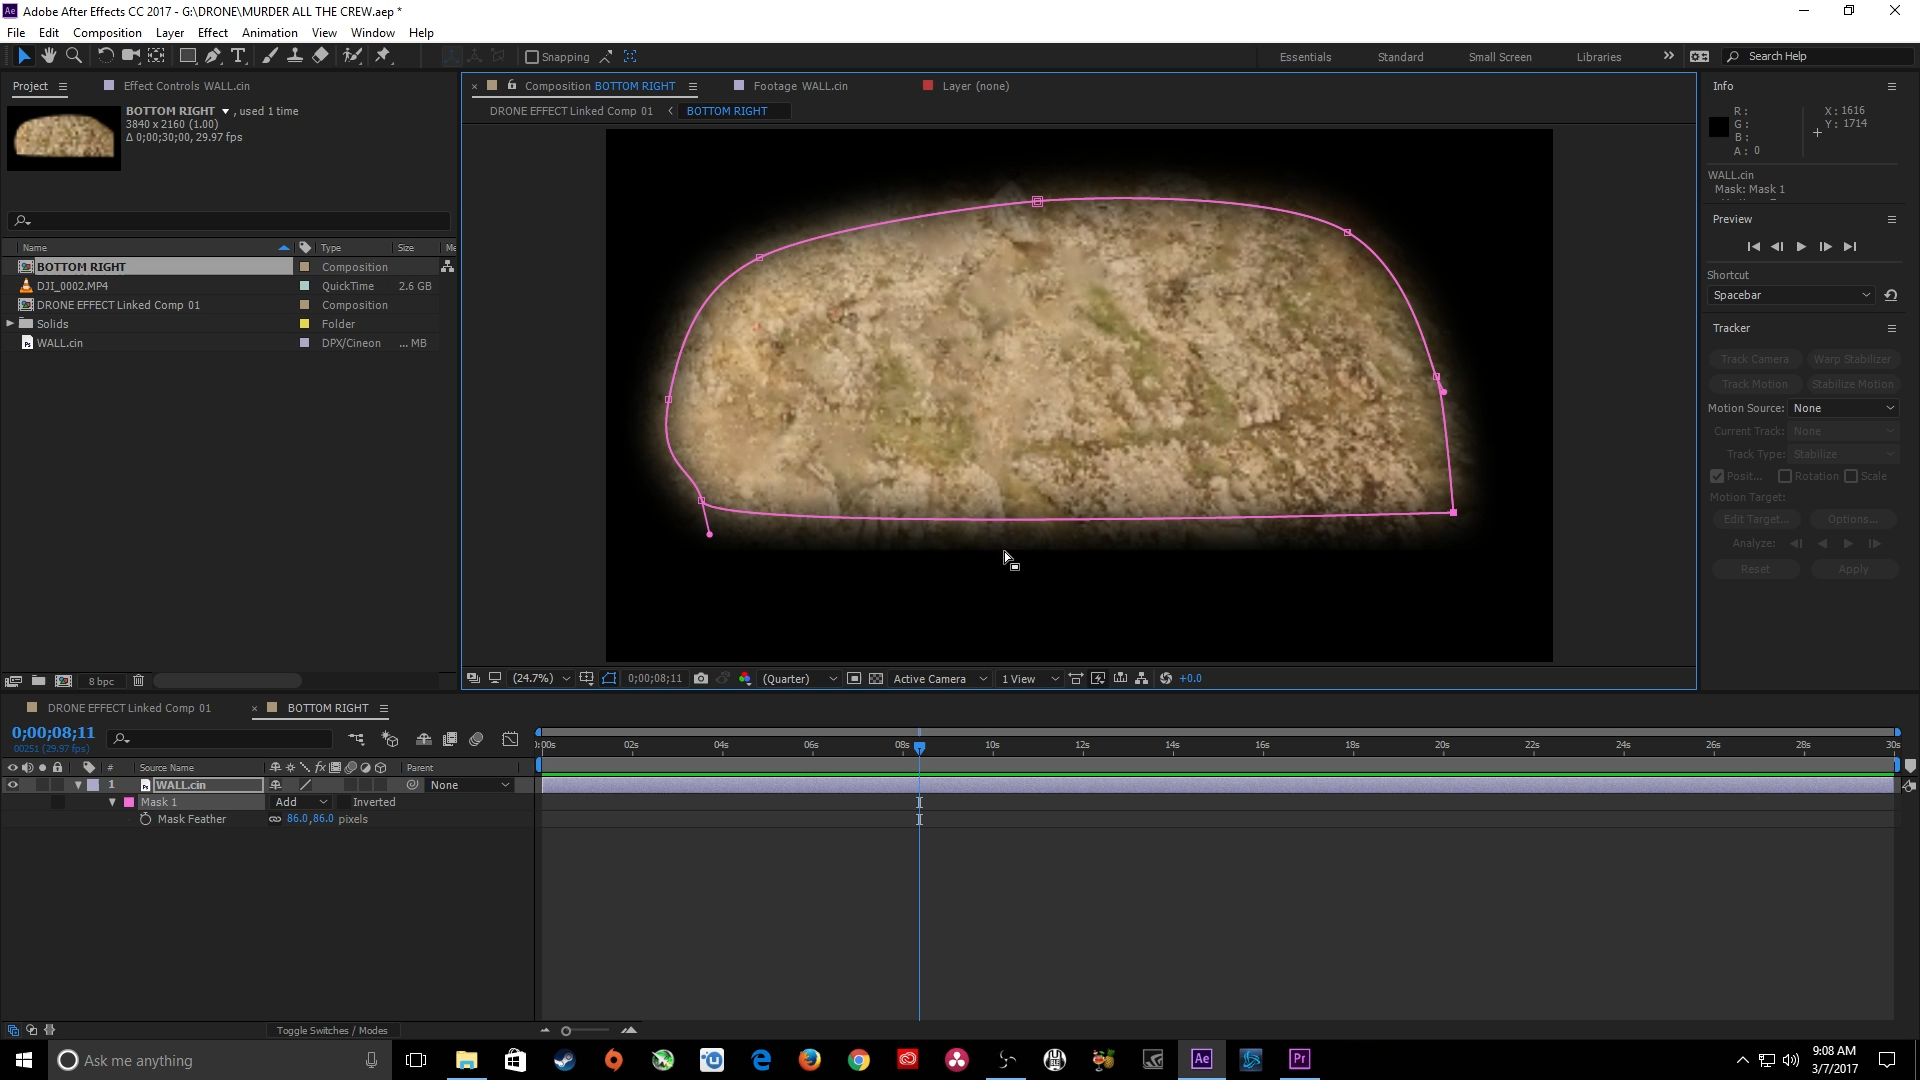 Adobe After Effects CC 2017 - G:\DRONE\MURDER ALL THE CREW.aep *
File Edit Composition Layer Effect Animation View Window Help
Snapping Essentials Standard Small Screen Libraries Search Help
Project Effect Controls WALL.cin
BOTTOM RIGHT , used 1 time
3840 x 2160 (1.00)
Δ 0;00;30;00, 29.97 fps
Name Type Size Me
BOTTOM RIGHT Composition
DJI_0002.MP4 QuickTime 2.6 GB
DRONE EFFECT Linked Comp 01 Composition
Solids Folder
WALL.cin DPX/Cineon ... MB
8 bpc
Composition BOTTOM RIGHT Footage WALL.cin Layer (none)
DRONE EFFECT Linked Comp 01 BOTTOM RIGHT
(24.7%) 0;00;08;11 (Quarter) Active Camera 1 View +0.0
Info
R : X : 1616
G : Y : 1714
B :
A : 0
WALL.cin
Mask: Mask 1
Preview
Shortcut
Spacebar
Tracker
Track Camera Warp Stabilizer
Track Motion Stabilize Motion
Motion Source: None
Current Track: None
Track Type: Stabilize
Posit... Rotation Scale
Motion Target:
Edit Target... Options...
Analyze:
Reset Apply
DRONE EFFECT Linked Comp 01 BOTTOM RIGHT
0;00;08;11
00251 (29.97 fps)
:00s 02s 04s 06s 08s 10s 12s 14s 16s 18s 20s 22s 24s 26s 28s 30s
# Source Name fx Parent
1 WALL.cin None
Mask 1 Add Inverted
Mask Feather 86.0,86.0 pixels
Toggle Switches / Modes
Ask me anything
Ae Pr
9:08 AM
3/7/2017